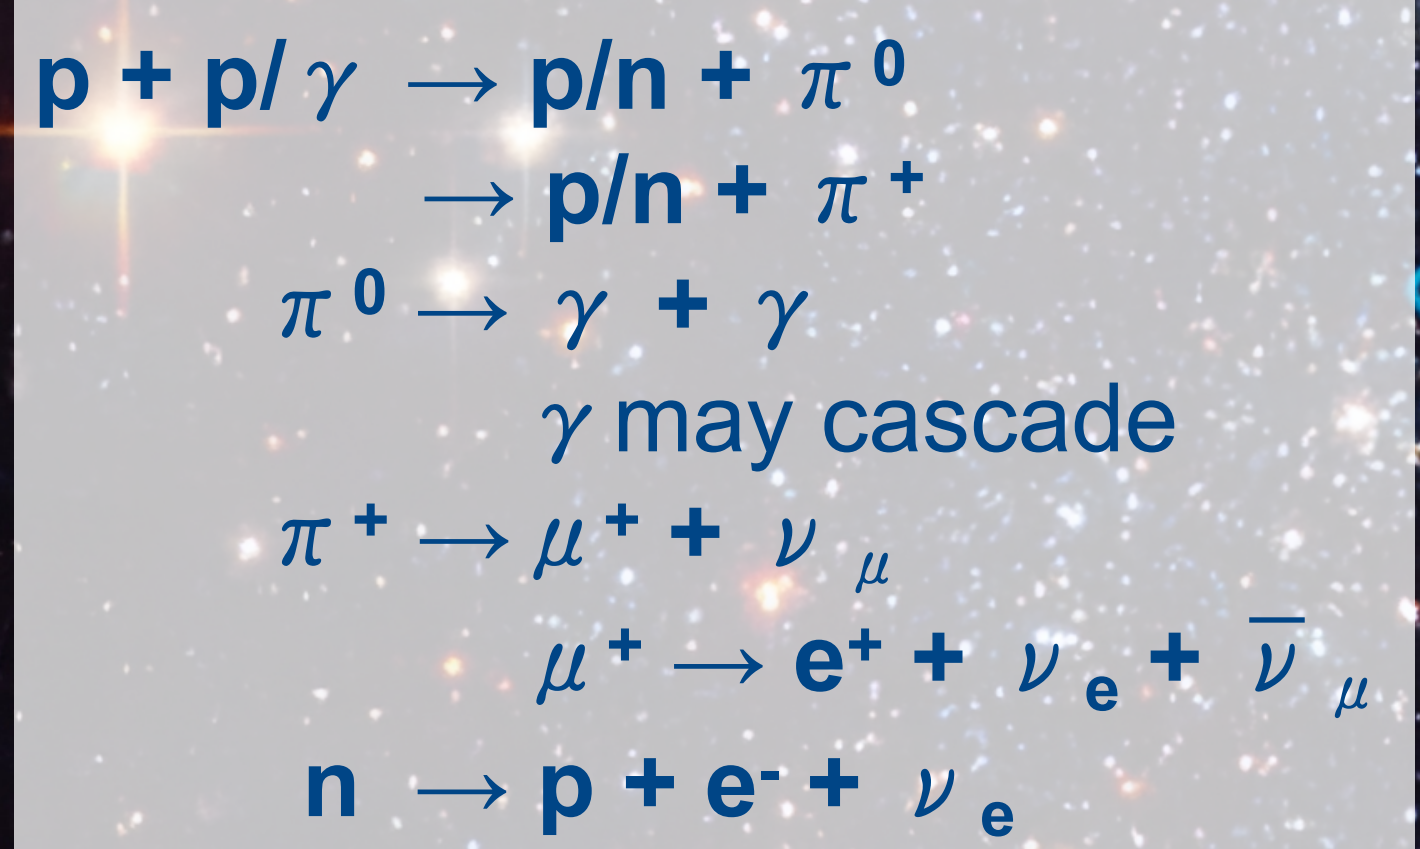 p + p/γ → p/n + π⁰
→ p/n + π⁺
π⁰ → γ + γ
γ may cascade
π⁺ → μ⁺ + ν_μ
μ⁺ → e⁺ + ν_e + ν̅_μ
n → p + e⁻ + ν_e